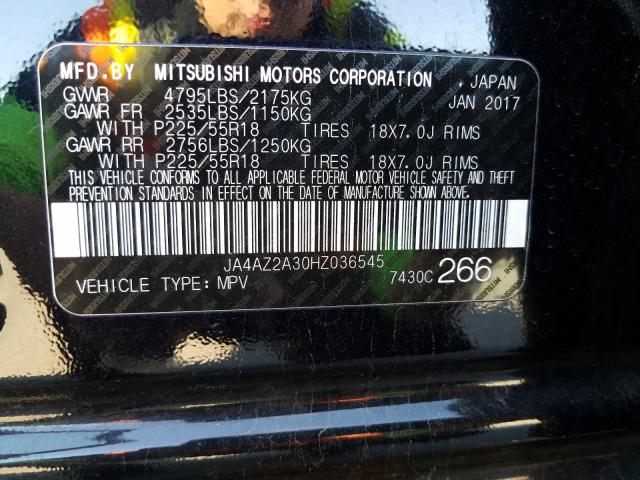 MFD.BY MITSUBISHI MOTORS CORPORATION , JAPAN
GVWR 4795LBS/2175KG JAN 2017
GAWR FR 2535LBS/1150KG
WITH P225/55R18 TIRES 18X7.0J RIMS
GAWR RR 2756LBS/1250KG
WITH P225/55R18 TIRES 18X7.0J RIMS
THIS VEHICLE CONFORMS TO ALL APPLICABLE FEDERAL MOTOR VEHICLE SAFETY AND THEFT
PREVENTION STANDARDS IN EFFECT ON THE DATE OF MANUFACTURE SHOWN ABOVE.
JA4AZ2A30HZ036545
VEHICLE TYPE: MPV 7430C 266